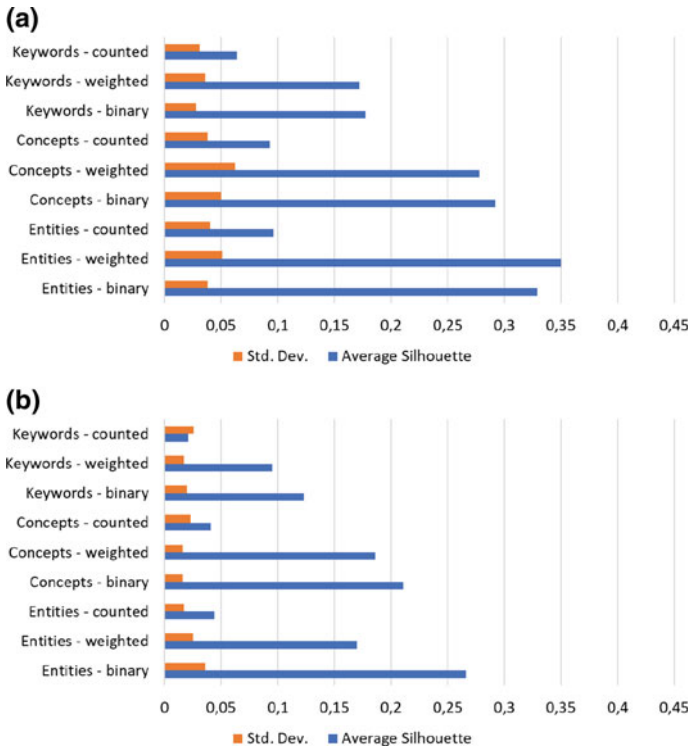 (a)
Keywords - counted
Keywords - weighted
Keywords - binary
Concepts - counted
Concepts - weighted
Concepts - binary
Entities - counted
Entities - weighted
Entities - binary
0 0,05 0,1 0,15 0,2 0,25 0,3 0,35 0,4 0,45
Std. Dev. Average Silhouette
(b)
Keywords - counted
Keywords - weighted
Keywords - binary
Concepts - counted
Concepts - weighted
Concepts - binary
Entities - counted
Entities - weighted
Entities - binary
0 0,05 0,1 0,15 0,2 0,25 0,3 0,35 0,4 0,45
Std. Dev. Average Silhouette